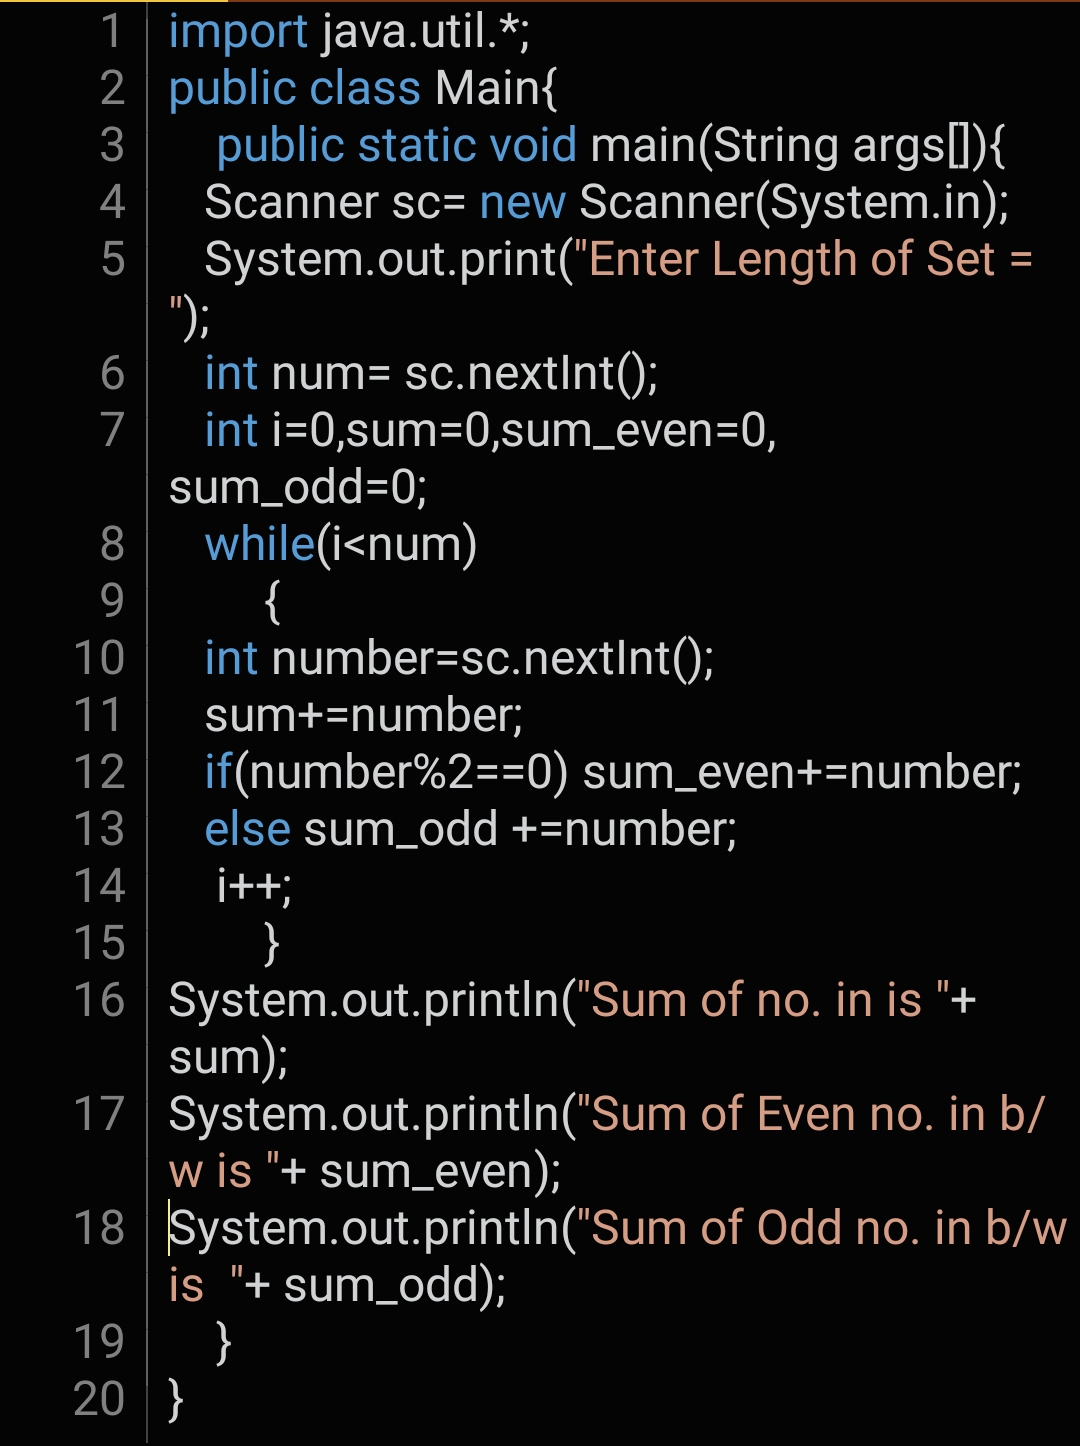 1 import java.util.*;
2 public class Main{
3 public static void main(String args[]){
4 Scanner sc= new Scanner(System.in);
5 System.out.print("Enter Length of Set =
");
6 int num= sc.nextInt();
7 int i=0,sum=0,sum_even=0,
sum_odd=0;
8 while(i<num)
9 {
10 int number=sc.nextInt();
11 sum+=number;
12 if(number%2==0) sum_even+=number;
13 else sum_odd +=number;
14 i++;
15 }
16 System.out.println("Sum of no. in is "+
sum);
17 System.out.println("Sum of Even no. in b/
w is "+ sum_even);
18 System.out.println("Sum of Odd no. in b/w
is  "+ sum_odd);
19 }
20 }